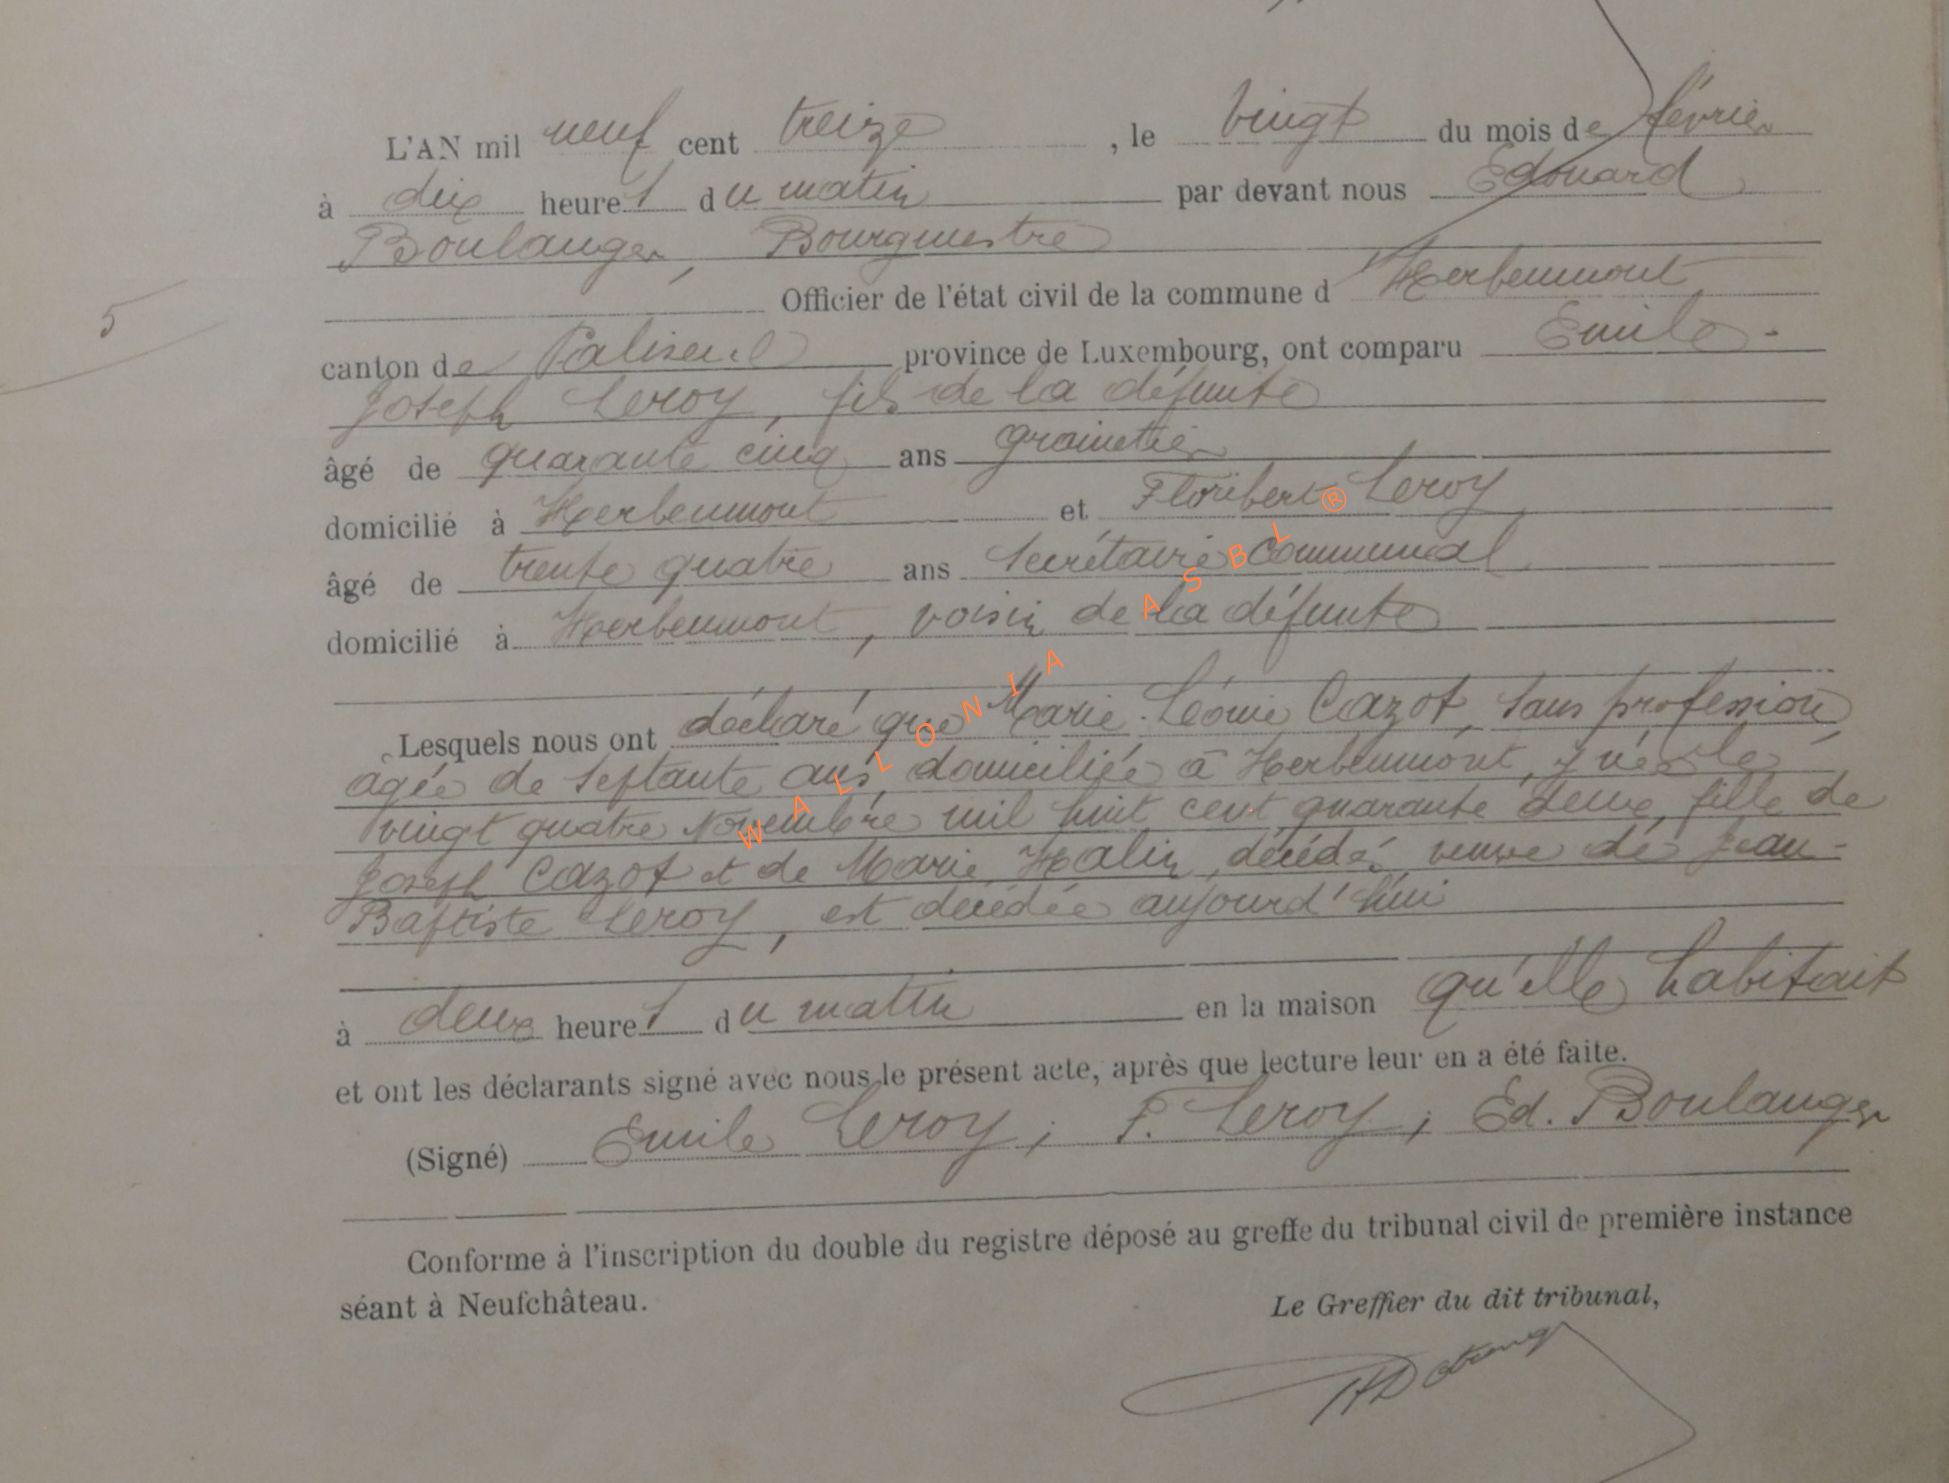 L'AN mil neuf cent treize, le vingt du mois de février
à dix heures du matin par devant nous Edouard
Boulanger, Bourgmestre
Officier de l'état civil de la commune d'Herbeumont
5
canton de Paliseul province de Luxembourg, ont comparu Emile-
Joseph Leroy, fils de la défunte
âgé de quarante cinq ans grainetier
domicilié à Herbeumont et Floribert Leroy
âgé de trente quatre ans Secrétaire Communal
domicilié à Herbeumont, voisin de la défunte
Lesquels nous ont déclaré que Marie-Léonie Cazot, sans profession,
âgée de septante ans, domiciliée à Herbeumont, y née le
vingt quatre Novembre mil huit cent quarante deux, fille de
Joseph Cazot et de Marie Halin, décédés, veuve de Jean-
Baptiste Leroy, est décédée aujourd'hui
à deux heures du matin en la maison qu'elle habitait
et ont les déclarants signé avec nous le présent acte, après que lecture leur en a été faite.
(Signé) Emile Leroy; F. Leroy; Ed. Boulanger
Conforme à l'inscription du double du registre déposé au greffe du tribunal civil de première instance
séant à Neufchâteau.
Le Greffier du dit tribunal,
WALLONIA ASBL ®